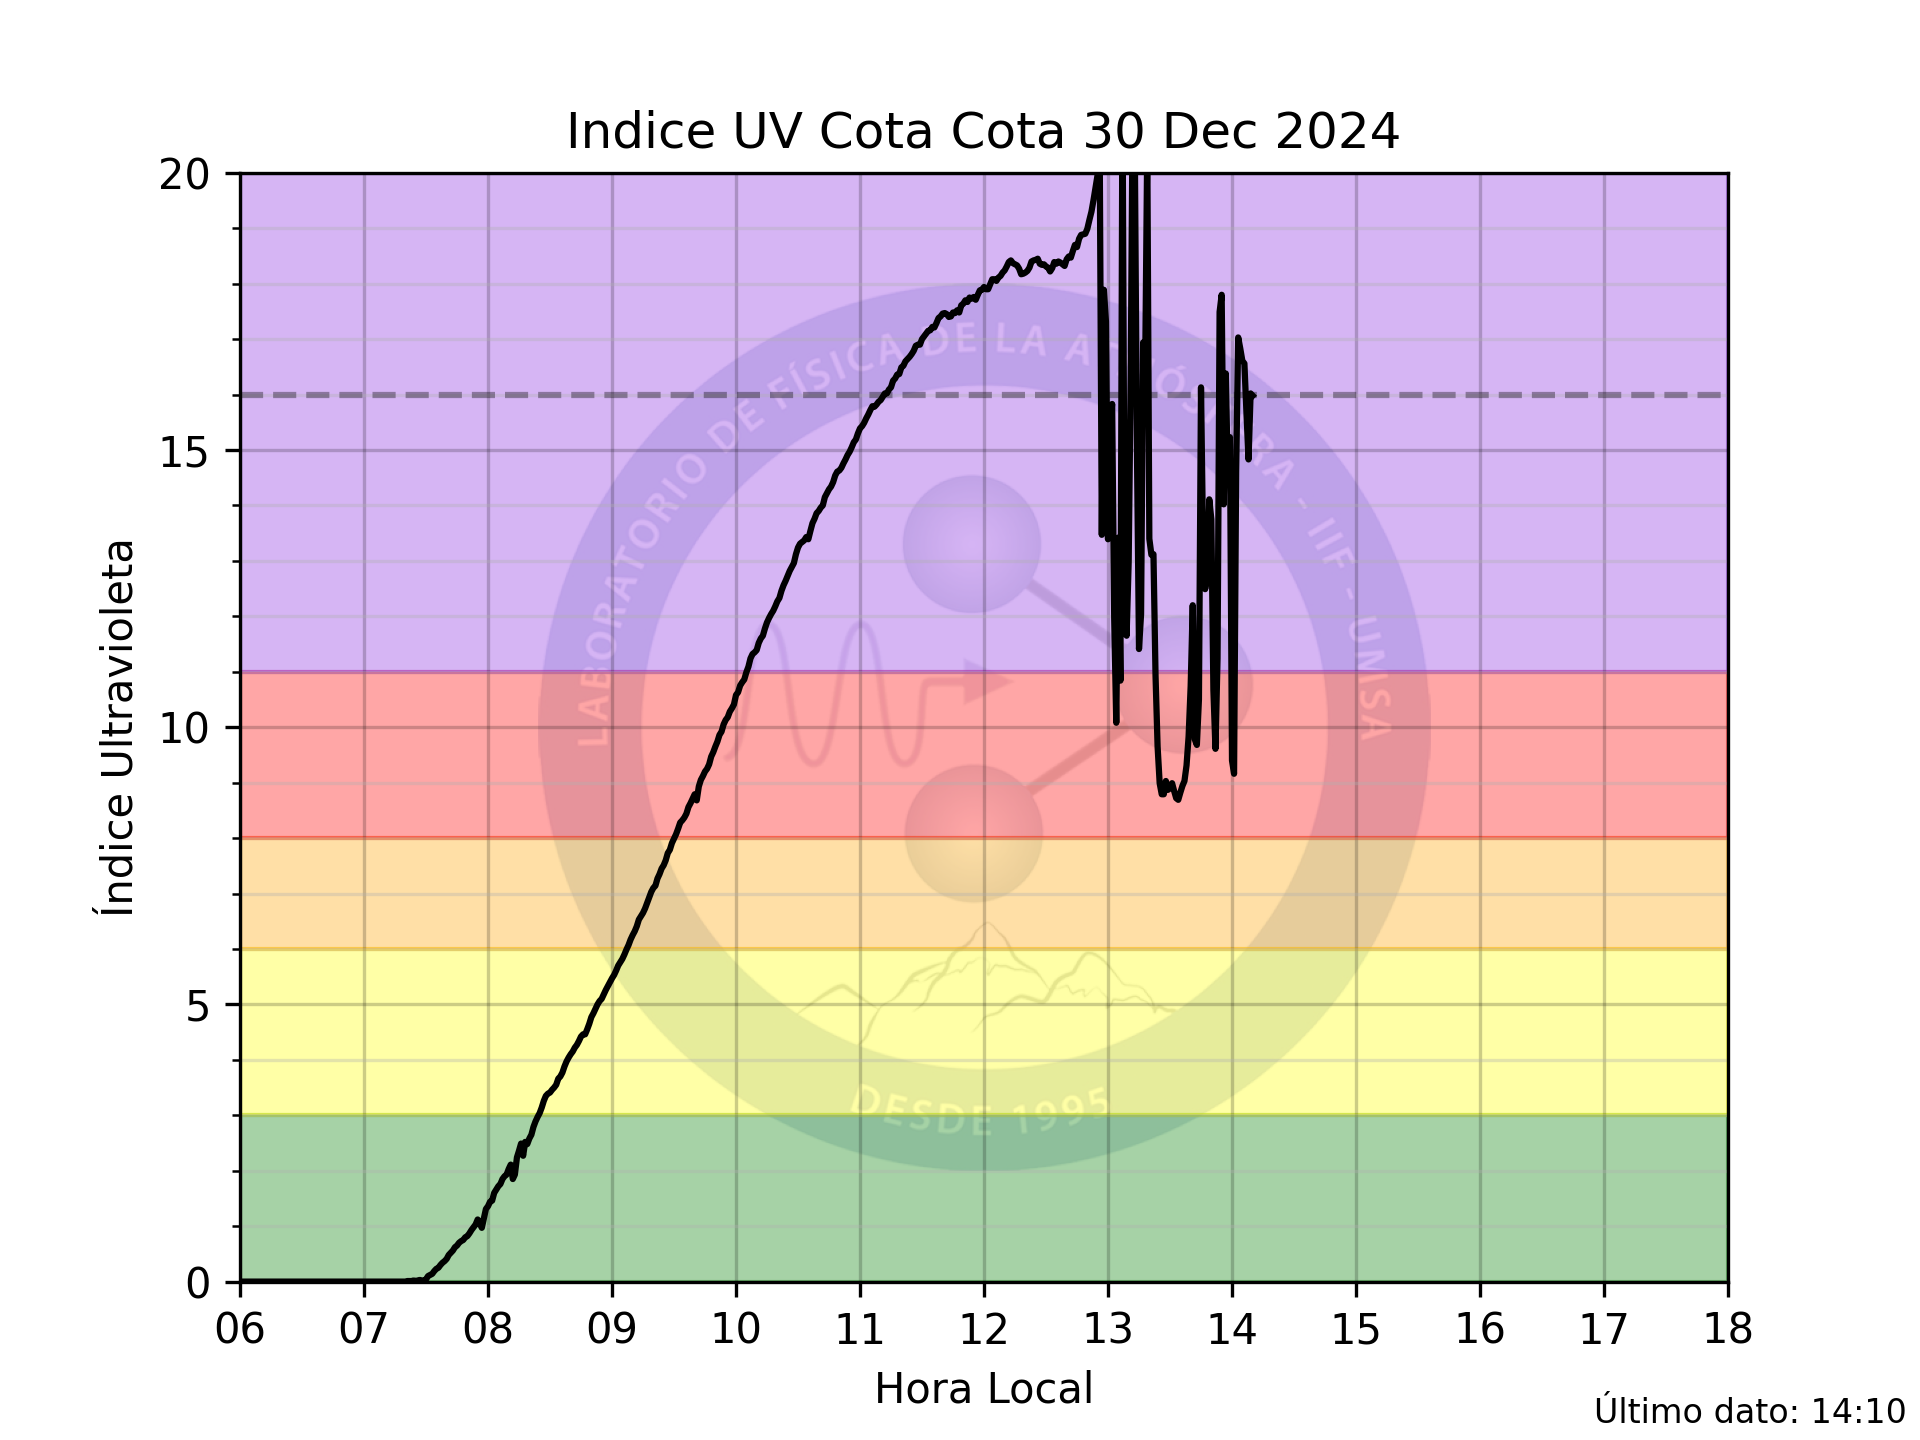 Indice UV Cota Cota 30 Dec 2024
20
15
10
5
0
Índice Ultravioleta
LABORATORIO DE FÍSICA DE LA - IIF - UMSA
DESDE 1995
06 07 08 09 10 11 12 13 14 15 16 17 18
Hora Local
Último dato: 14:10